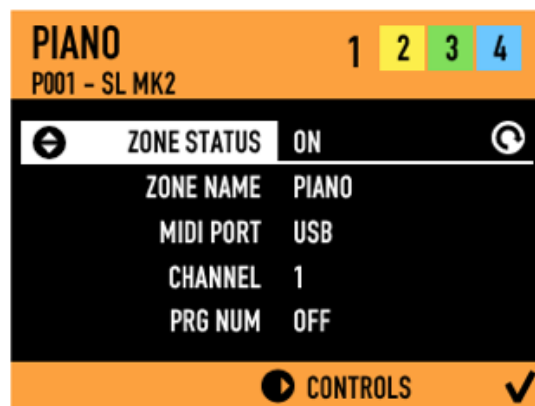 PIANO 1 2 3 4
P001 - SL MK2
ZONE STATUS ON
ZONE NAME PIANO
MIDI PORT USB
CHANNEL 1
PRG NUM OFF
CONTROLS